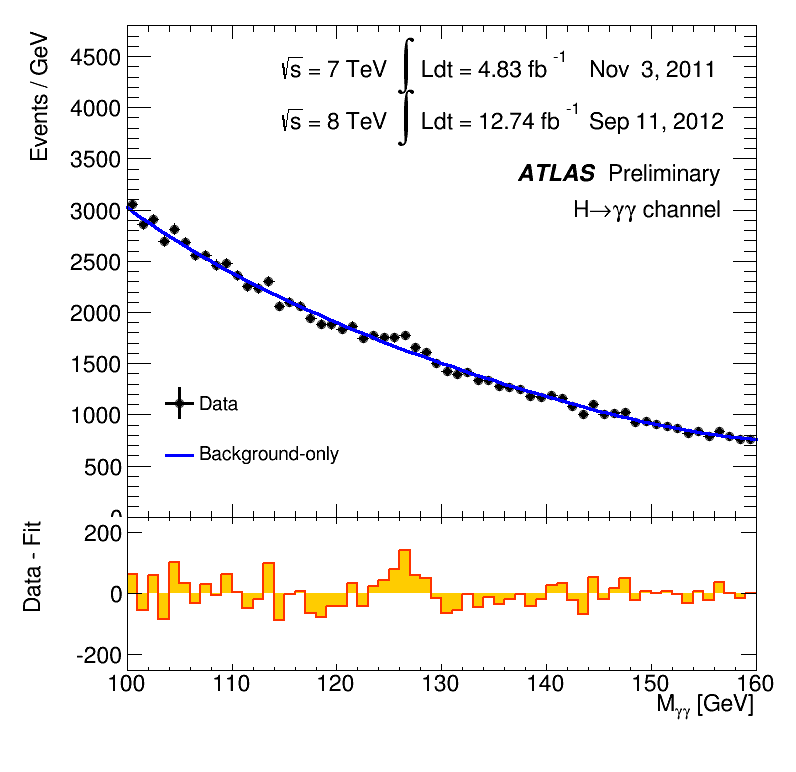 Events / GeV
4500
4000
3500
3000
2500
2000
1500
1000
500
0
√s = 7 TeV ∫ Ldt = 4.83 fb⁻¹ Nov 3, 2011
√s = 8 TeV ∫ Ldt = 12.74 fb⁻¹ Sep 11, 2012
ATLAS Preliminary
H→γγ channel
Data
Background-only
Data - Fit
200
0
-200
100 110 120 130 140 150 160
Mγγ [GeV]